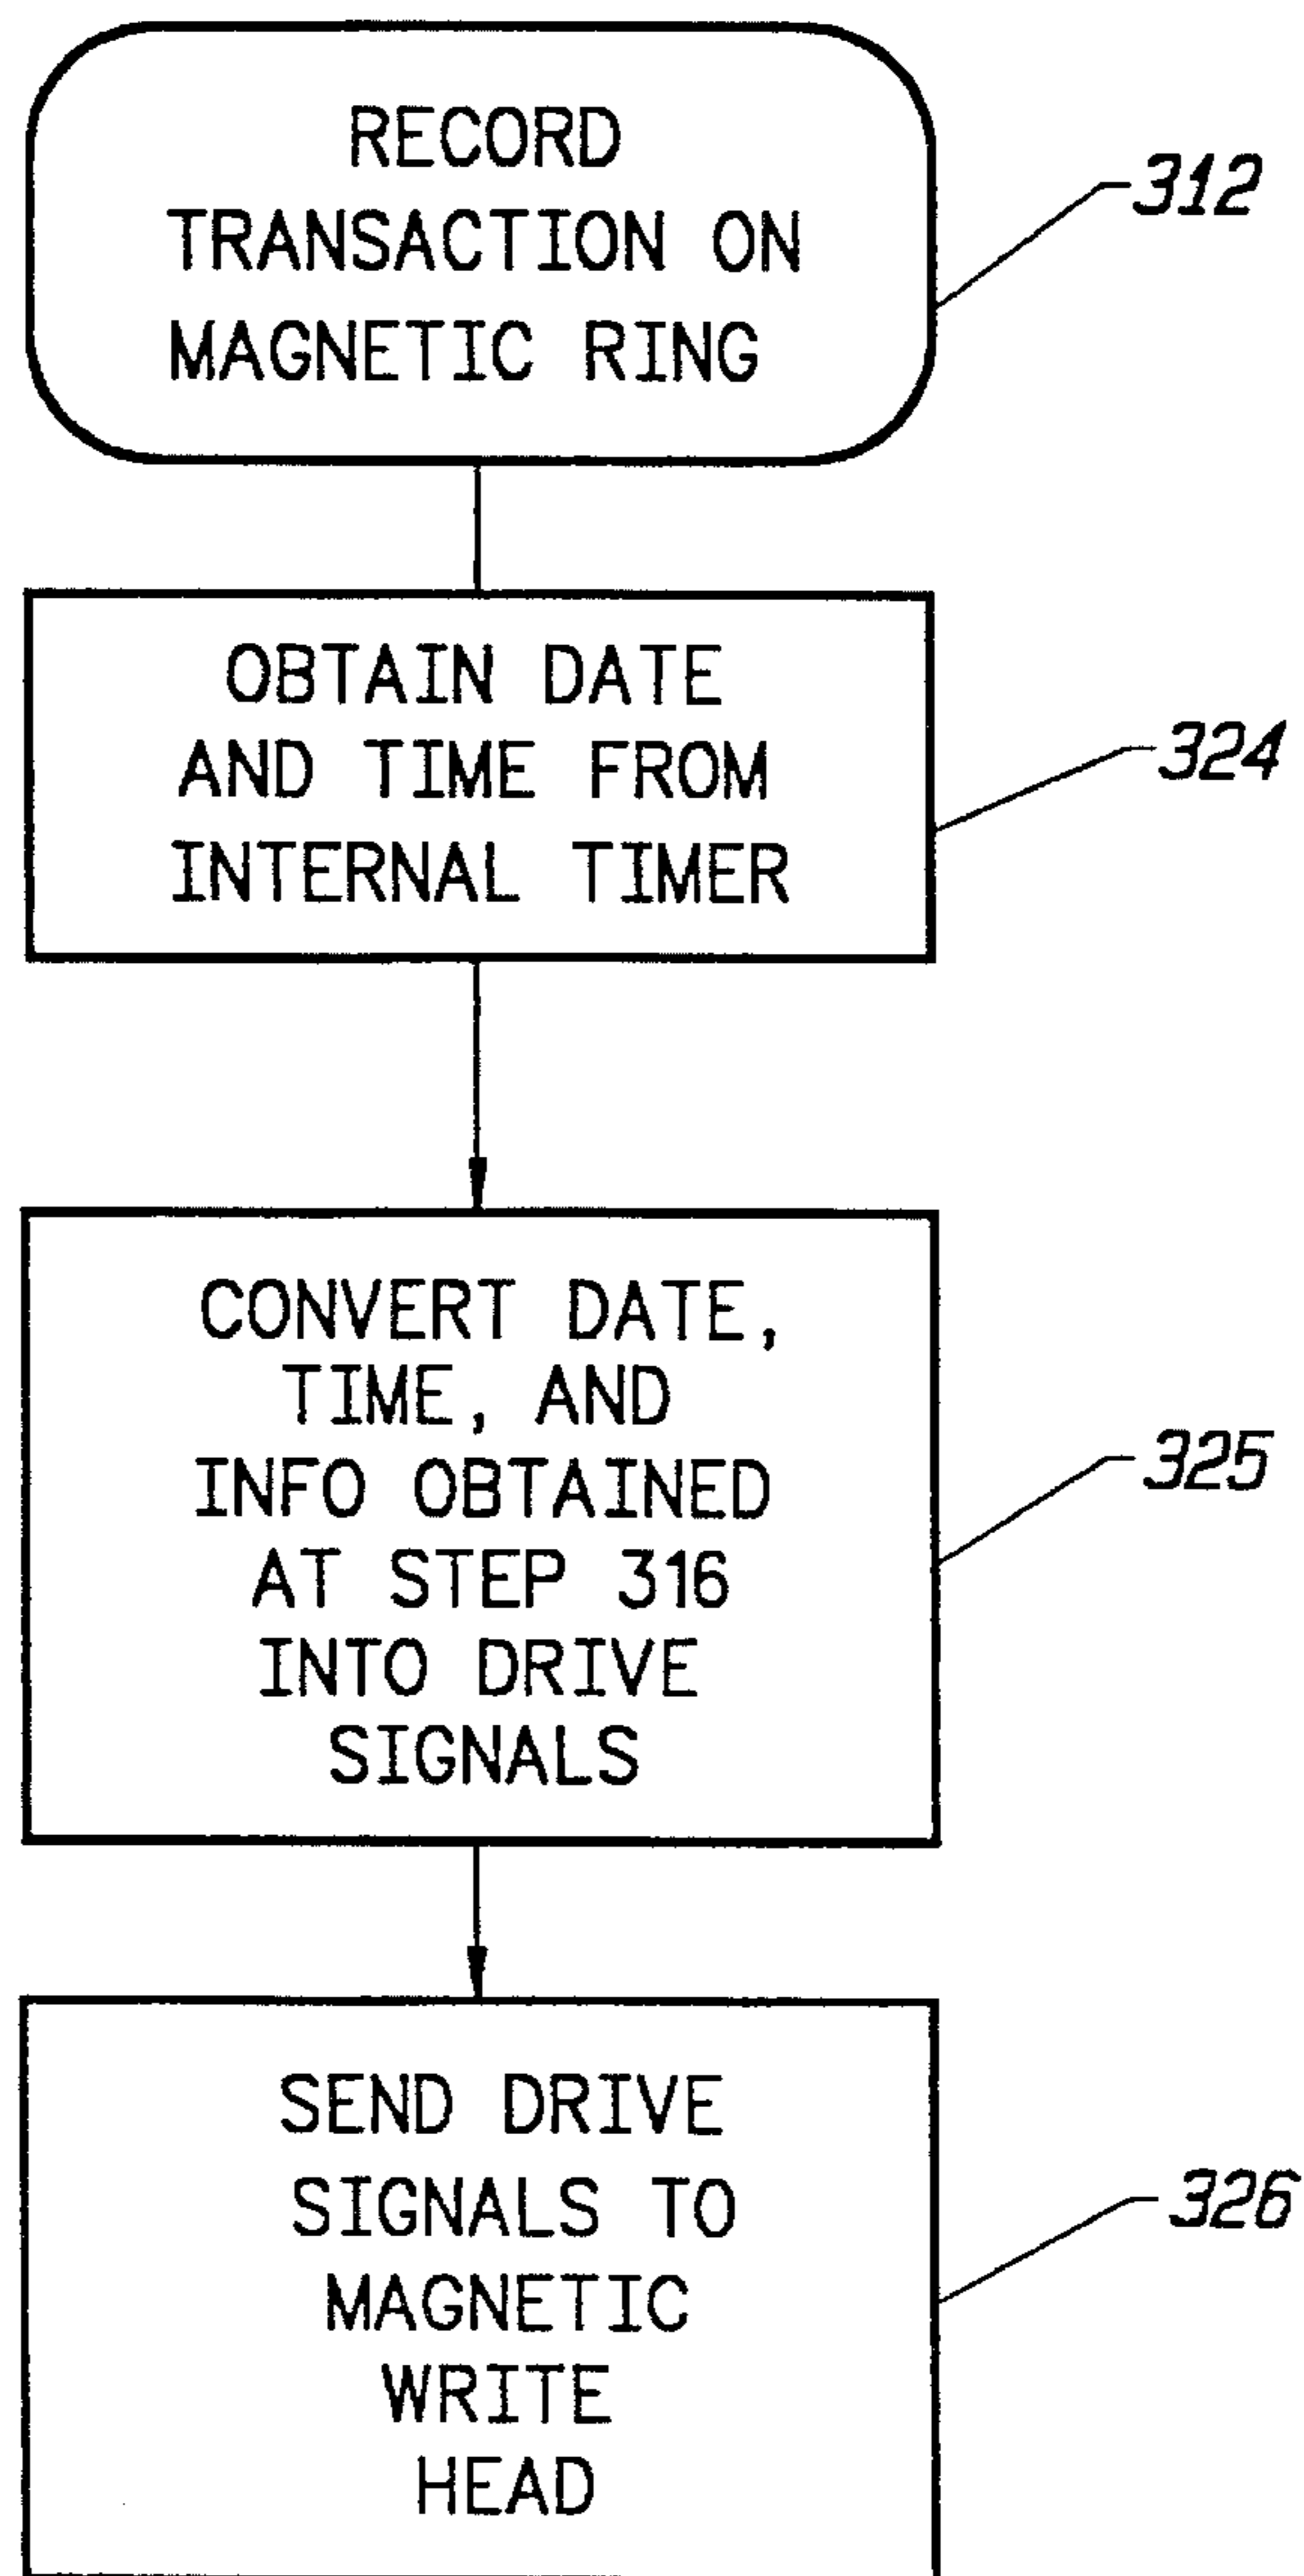 RECORD
TRANSACTION ON
MAGNETIC RING
312
OBTAIN DATE
AND TIME FROM
INTERNAL TIMER
324
CONVERT DATE,
TIME, AND
INFO OBTAINED
AT STEP 316
INTO DRIVE
SIGNALS
325
SEND DRIVE
SIGNALS TO
MAGNETIC
WRITE
HEAD
326